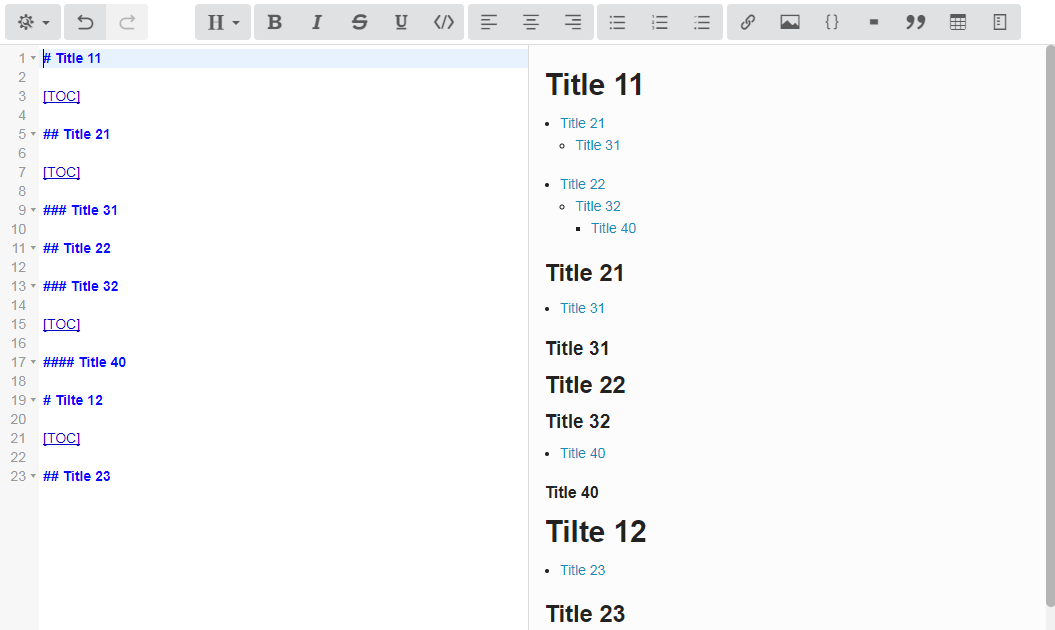 H B I S U </> {} ”
1 # Title 11
2
3 [TOC]
4
5 ## Title 21
6
7 [TOC]
8
9 ### Title 31
10
11 ## Title 22
12
13 ### Title 32
14
15 [TOC]
16
17 #### Title 40
18
19 # Tilte 12
20
21 [TOC]
22
23 ## Title 23
Title 11
Title 21
Title 31
Title 22
Title 32
Title 40
Title 21
Title 31
Title 31
Title 22
Title 32
Title 40
Title 40
Tilte 12
Title 23
Title 23